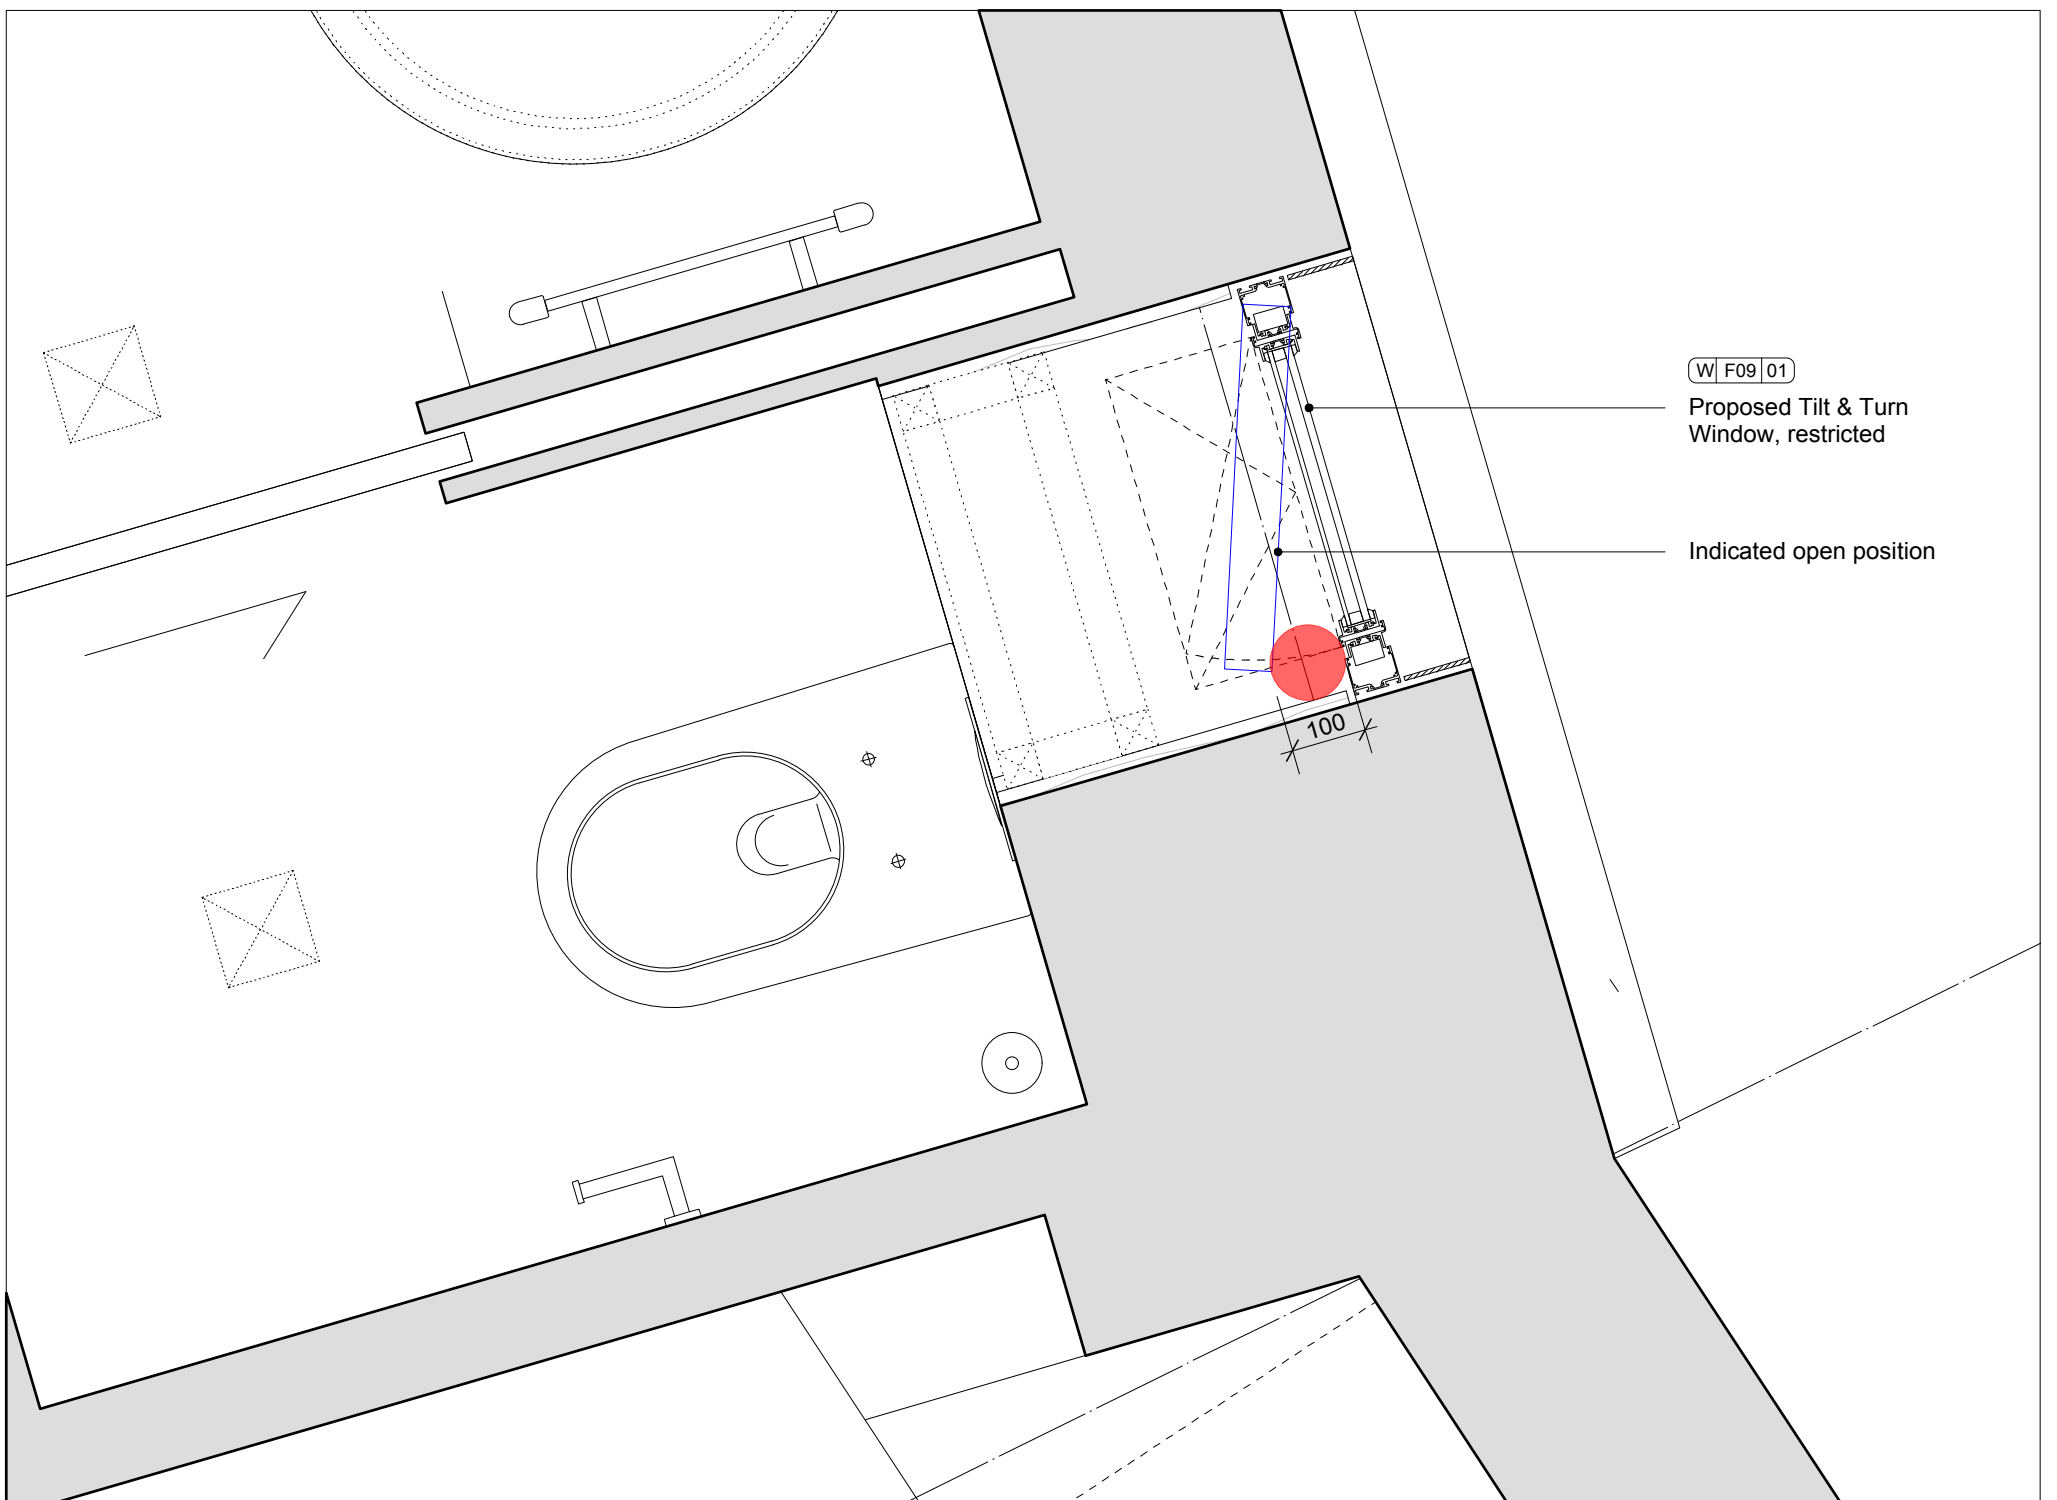 W F09 01
Proposed Tilt & Turn
Window, restricted
Indicated open position
100